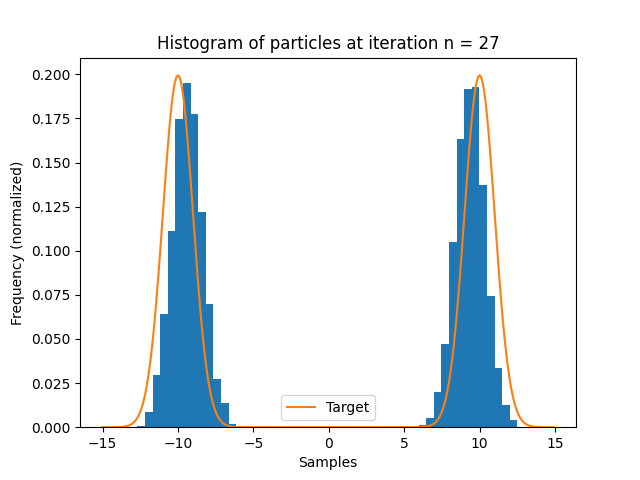 Histogram of particles at iteration n = 27
Frequency (normalized)
0.200
0.175
0.150
0.125
0.100
0.075
0.050
0.025
0.000
Target
−15 −10 −5 0 5 10 15
Samples